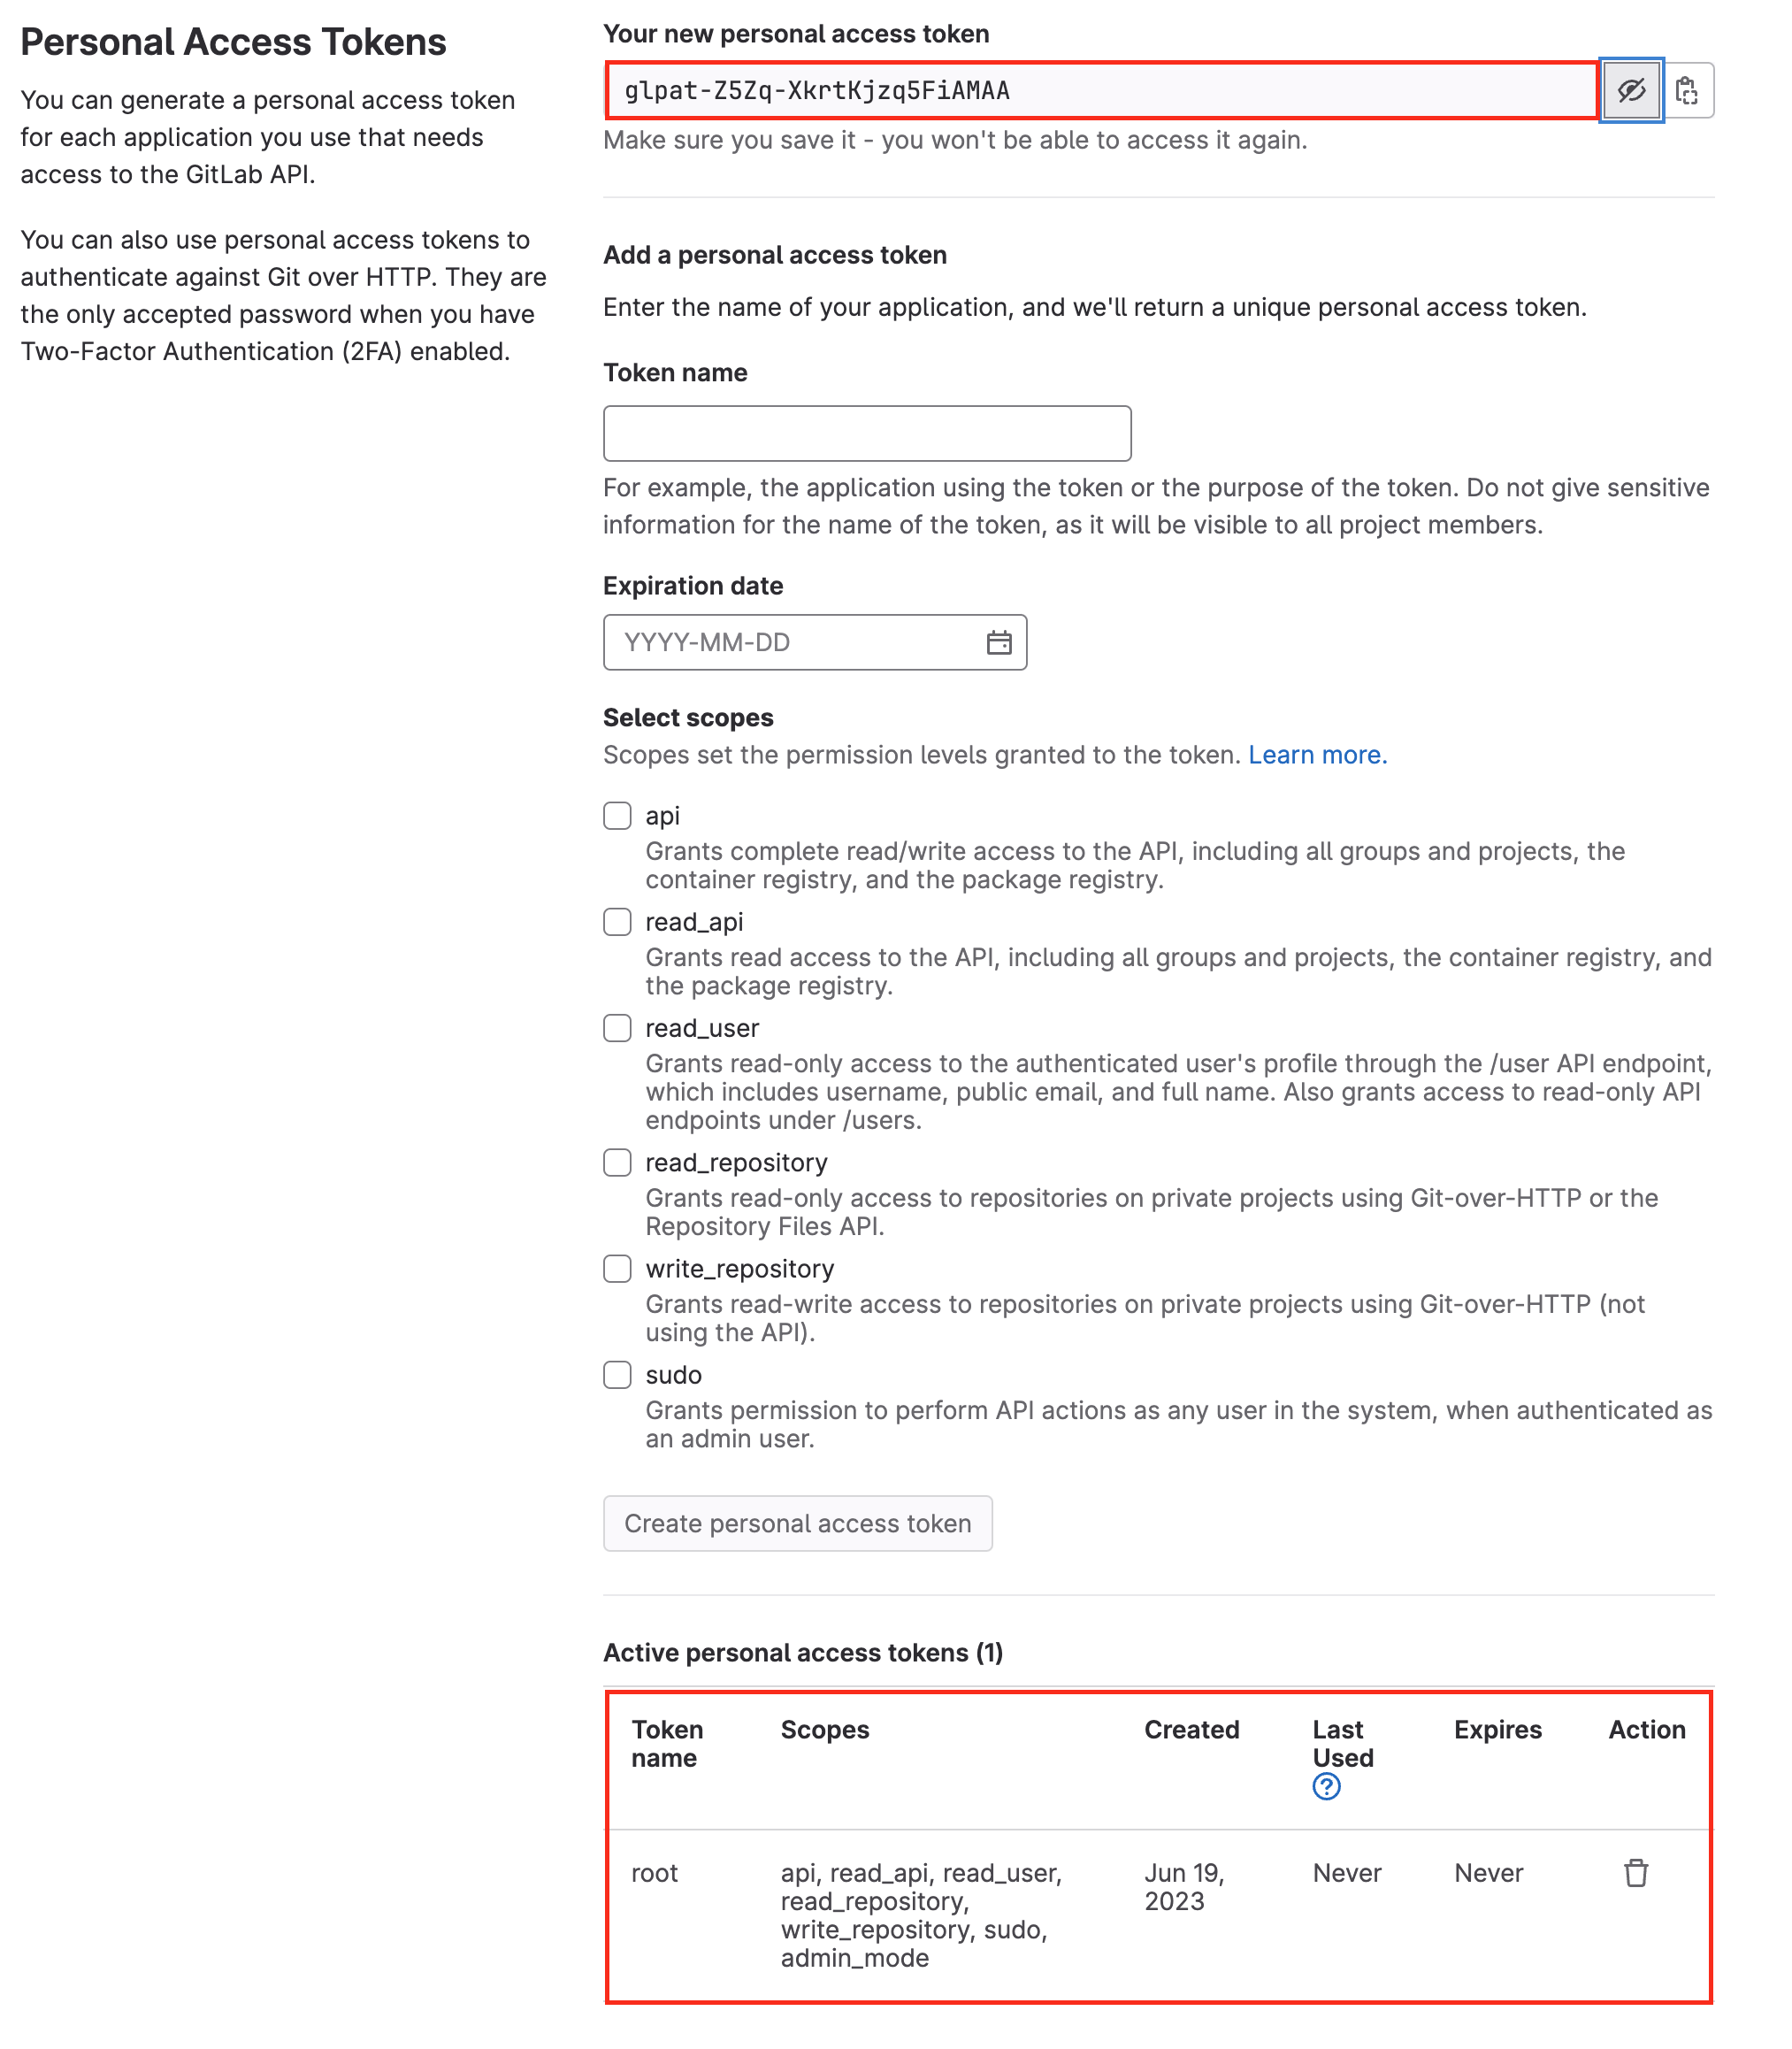 Personal Access Tokens
You can generate a personal access token
for each application you use that needs
access to the GitLab API.
You can also use personal access tokens to
authenticate against Git over HTTP. They are
the only accepted password when you have
Two-Factor Authentication (2FA) enabled.
Your new personal access token
glpat-Z5Zq-XkrtKjzq5FiAMAA
Make sure you save it - you won't be able to access it again.
Add a personal access token
Enter the name of your application, and we'll return a unique personal access token.
Token name
For example, the application using the token or the purpose of the token. Do not give sensitive
information for the name of the token, as it will be visible to all project members.
Expiration date
YYYY-MM-DD
Select scopes
Scopes set the permission levels granted to the token. Learn more.
api
Grants complete read/write access to the API, including all groups and projects, the
container registry, and the package registry.
read_api
Grants read access to the API, including all groups and projects, the container registry, and
the package registry.
read_user
Grants read-only access to the authenticated user's profile through the /user API endpoint,
which includes username, public email, and full name. Also grants access to read-only API
endpoints under /users.
read_repository
Grants read-only access to repositories on private projects using Git-over-HTTP or the
Repository Files API.
write_repository
Grants read-write access to repositories on private projects using Git-over-HTTP (not
using the API).
sudo
Grants permission to perform API actions as any user in the system, when authenticated as
an admin user.
Create personal access token
Active personal access tokens (1)
Token name Scopes Created Last Used Expires Action
root api, read_api, read_user, Jun 19, Never Never
read_repository, 2023
write_repository, sudo,
admin_mode